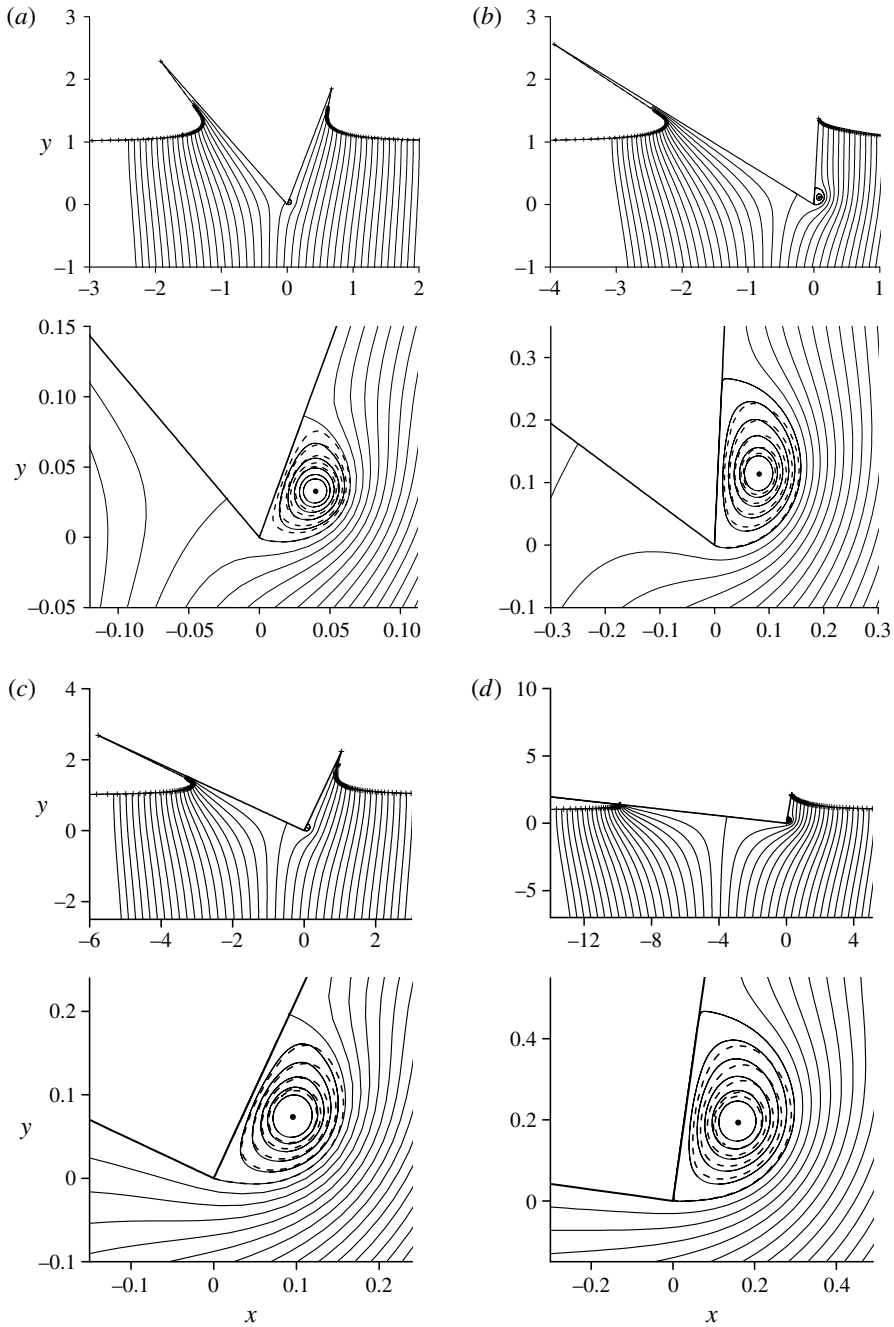 (a)
3
2
y
1
0
–1
–3 –2 –1 0 1 2
(b)
3
2
1
0
–1
–4 –3 –2 –1 0 1
0.15
0.10
y 0.05
0
–0.05
–0.10 –0.05 0 0.05 0.10
0.3
0.2
0.1
0
–0.1
–0.3 –0.2 –0.1 0 0.1 0.2 0.3
(c)
4
2
y
0
–2
–6 –4 –2 0 2
(d)
10
5
0
–5
–12 –8 –4 0 4
0.2
0.1
y
0
–0.1
–0.1 0 0.1 0.2
x
0.4
0.2
0
–0.2 0 0.2 0.4
x